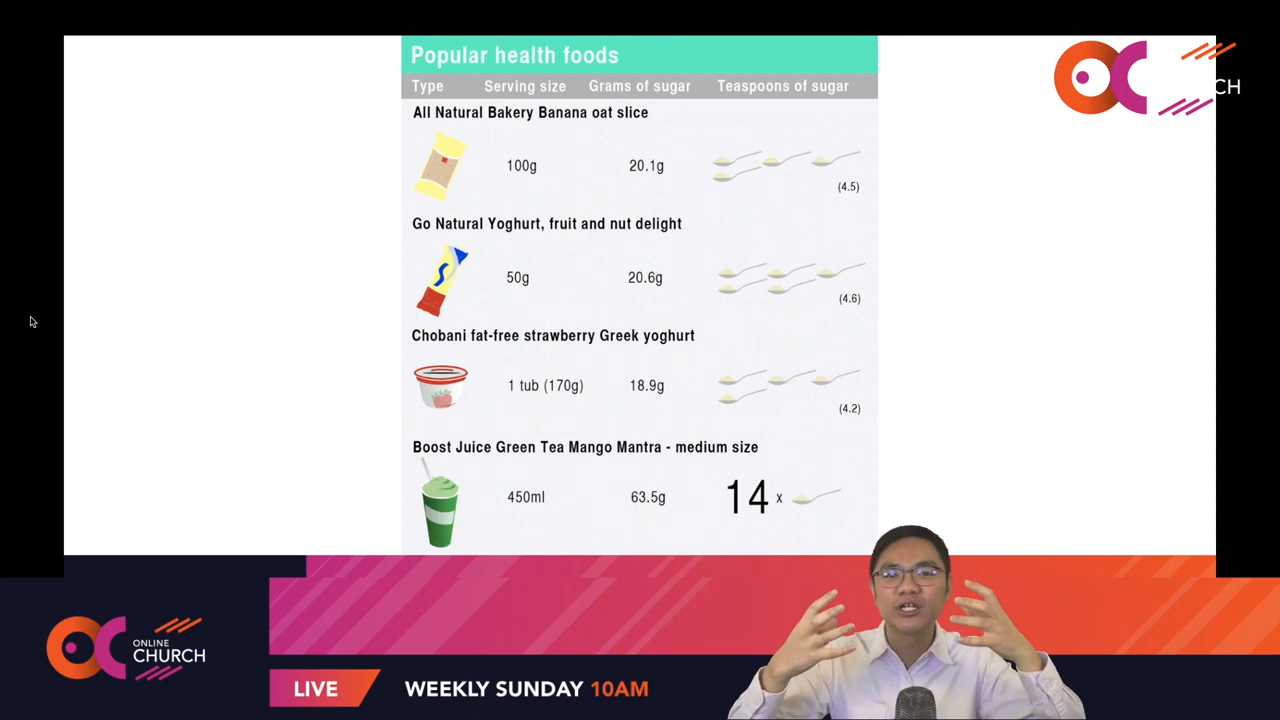 Popular health foods
Type Serving size Grams of sugar Teaspoons of sugar
All Natural Bakery Banana oat slice
100g 20.1g
(4.5)
Go Natural Yoghurt, fruit and nut delight
50g 20.6g
(4.6)
Chobani fat-free strawberry Greek yoghurt
1 tub (170g) 18.9g
(4.2)
Boost Juice Green Tea Mango Mantra - medium size
450ml 63.5g 14 x
OC
CH
OC ONLINE
CHURCH
LIVE WEEKLY SUNDAY 10AM